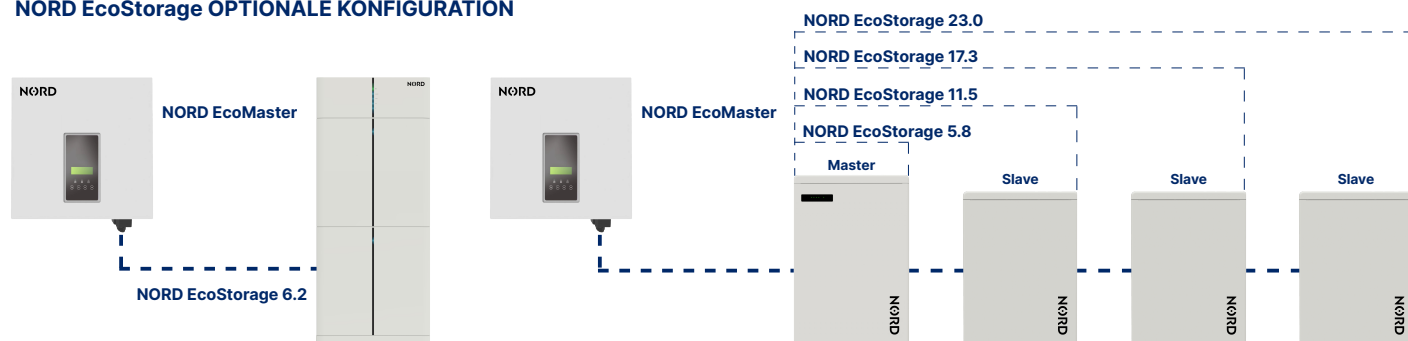 NORD EcoStorage OPTIONALE KONFIGURATION
NORD
NORD EcoMaster
NORD
NORD EcoStorage 6.2
NORD
NORD EcoMaster
NORD EcoStorage 23.0
NORD EcoStorage 17.3
NORD EcoStorage 11.5
NORD EcoStorage 5.8
Master
Slave
Slave
Slave
NORD
NORD
NORD
NORD